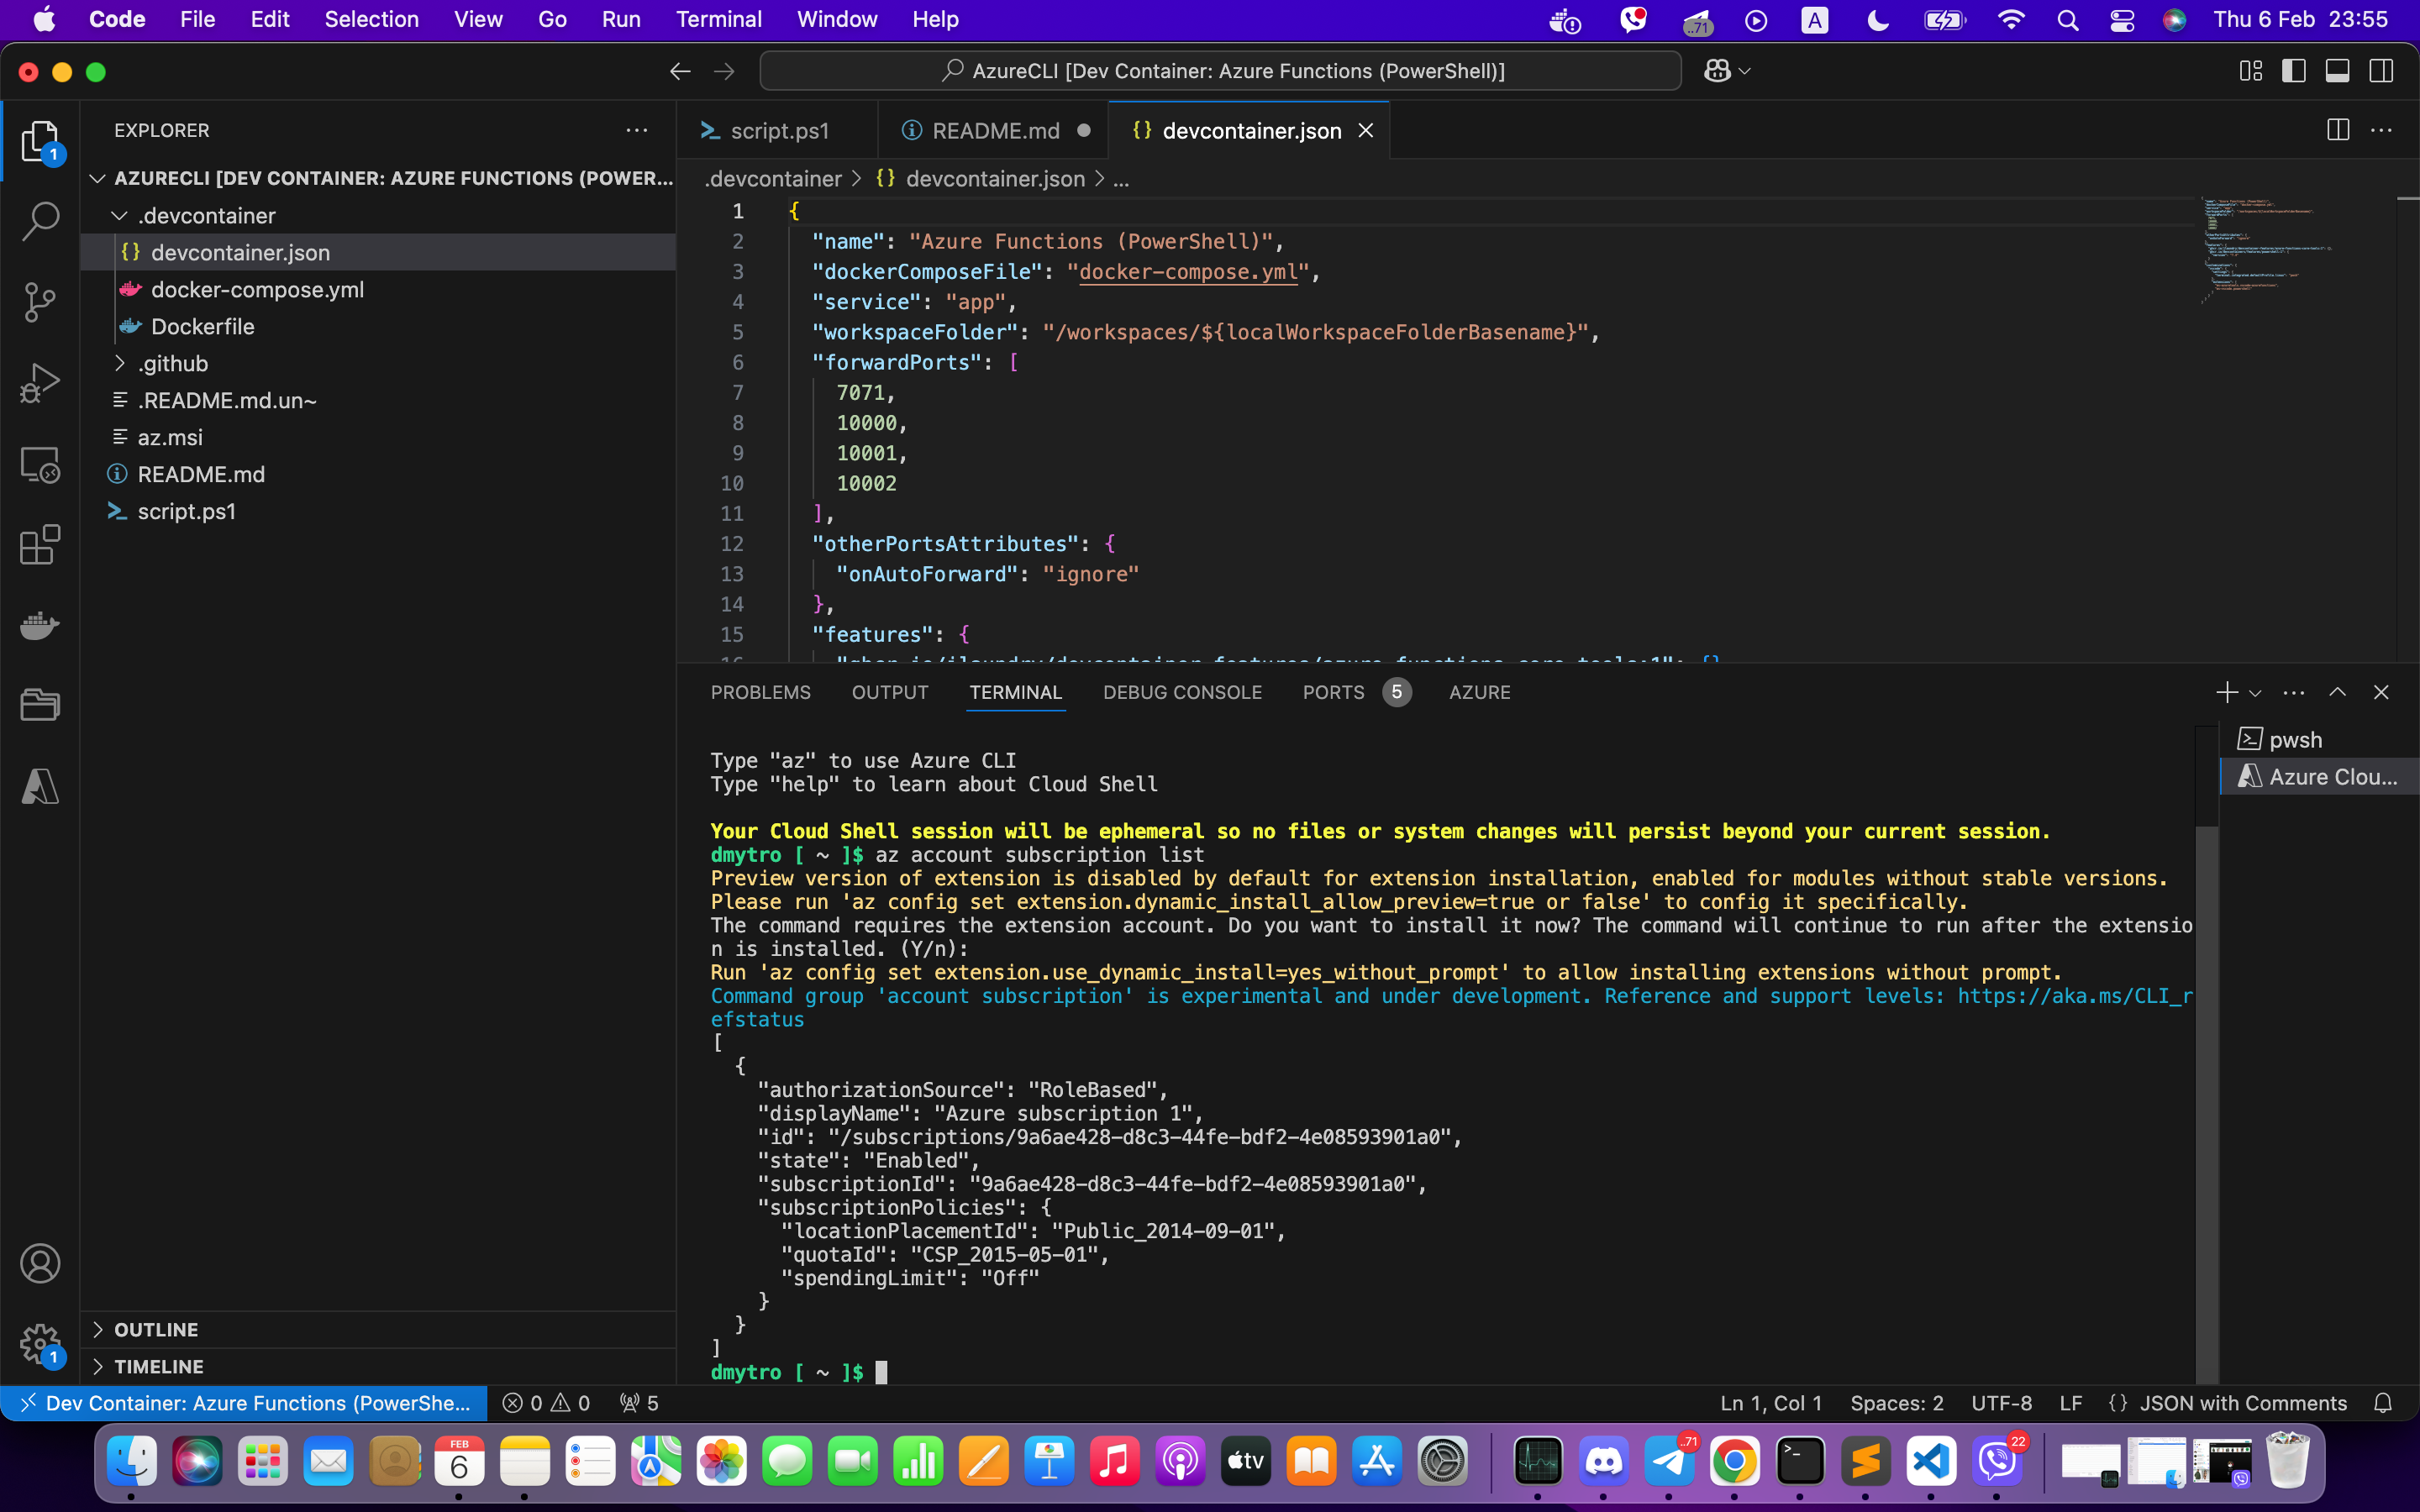 Code File Edit Selection View Go Run Terminal Window Help
..71 A Thu 6 Feb 23:55
AzureCLI [Dev Container: Azure Functions (PowerShell)]
EXPLORER
1
AZURECLI [DEV CONTAINER: AZURE FUNCTIONS (POWER...
.devcontainer
devcontainer.json
docker-compose.yml
Dockerfile
.github
.README.md.un~
az.msi
README.md
script.ps1
OUTLINE
TIMELINE
1
script.ps1 README.md devcontainer.json
.devcontainer > {} devcontainer.json > ...
1 {
2 "name": "Azure Functions (PowerShell)",
3 "dockerComposeFile": "docker-compose.yml",
4 "service": "app",
5 "workspaceFolder": "/workspaces/${localWorkspaceFolderBasename}",
6 "forwardPorts": [
7 7071,
8 10000,
9 10001,
10 10002
11 ],
12 "otherPortsAttributes": {
13 "onAutoForward": "ignore"
14 },
15 "features": {
PROBLEMS OUTPUT TERMINAL DEBUG CONSOLE PORTS 5 AZURE
pwsh
Azure Clou...
Type "az" to use Azure CLI
Type "help" to learn about Cloud Shell
Your Cloud Shell session will be ephemeral so no files or system changes will persist beyond your current session.
dmytro [ ~ ]$ az account subscription list
Preview version of extension is disabled by default for extension installation, enabled for modules without stable versions.
Please run 'az config set extension.dynamic_install_allow_preview=true or false' to config it specifically.
The command requires the extension account. Do you want to install it now? The command will continue to run after the extensio
n is installed. (Y/n):
Run 'az config set extension.use_dynamic_install=yes_without_prompt' to allow installing extensions without prompt.
Command group 'account subscription' is experimental and under development. Reference and support levels: https://aka.ms/CLI_r
efstatus
[
{
"authorizationSource": "RoleBased",
"displayName": "Azure subscription 1",
"id": "/subscriptions/9a6ae428-d8c3-44fe-bdf2-4e08593901a0",
"state": "Enabled",
"subscriptionId": "9a6ae428-d8c3-44fe-bdf2-4e08593901a0",
"subscriptionPolicies": {
"locationPlacementId": "Public_2014-09-01",
"quotaId": "CSP_2015-05-01",
"spendingLimit": "Off"
}
}
]
dmytro [ ~ ]$
Dev Container: Azure Functions (PowerShe... 0 0 5
Ln 1, Col 1 Spaces: 2 UTF-8 LF {} JSON with Comments
FEB
6
tv
..71
22